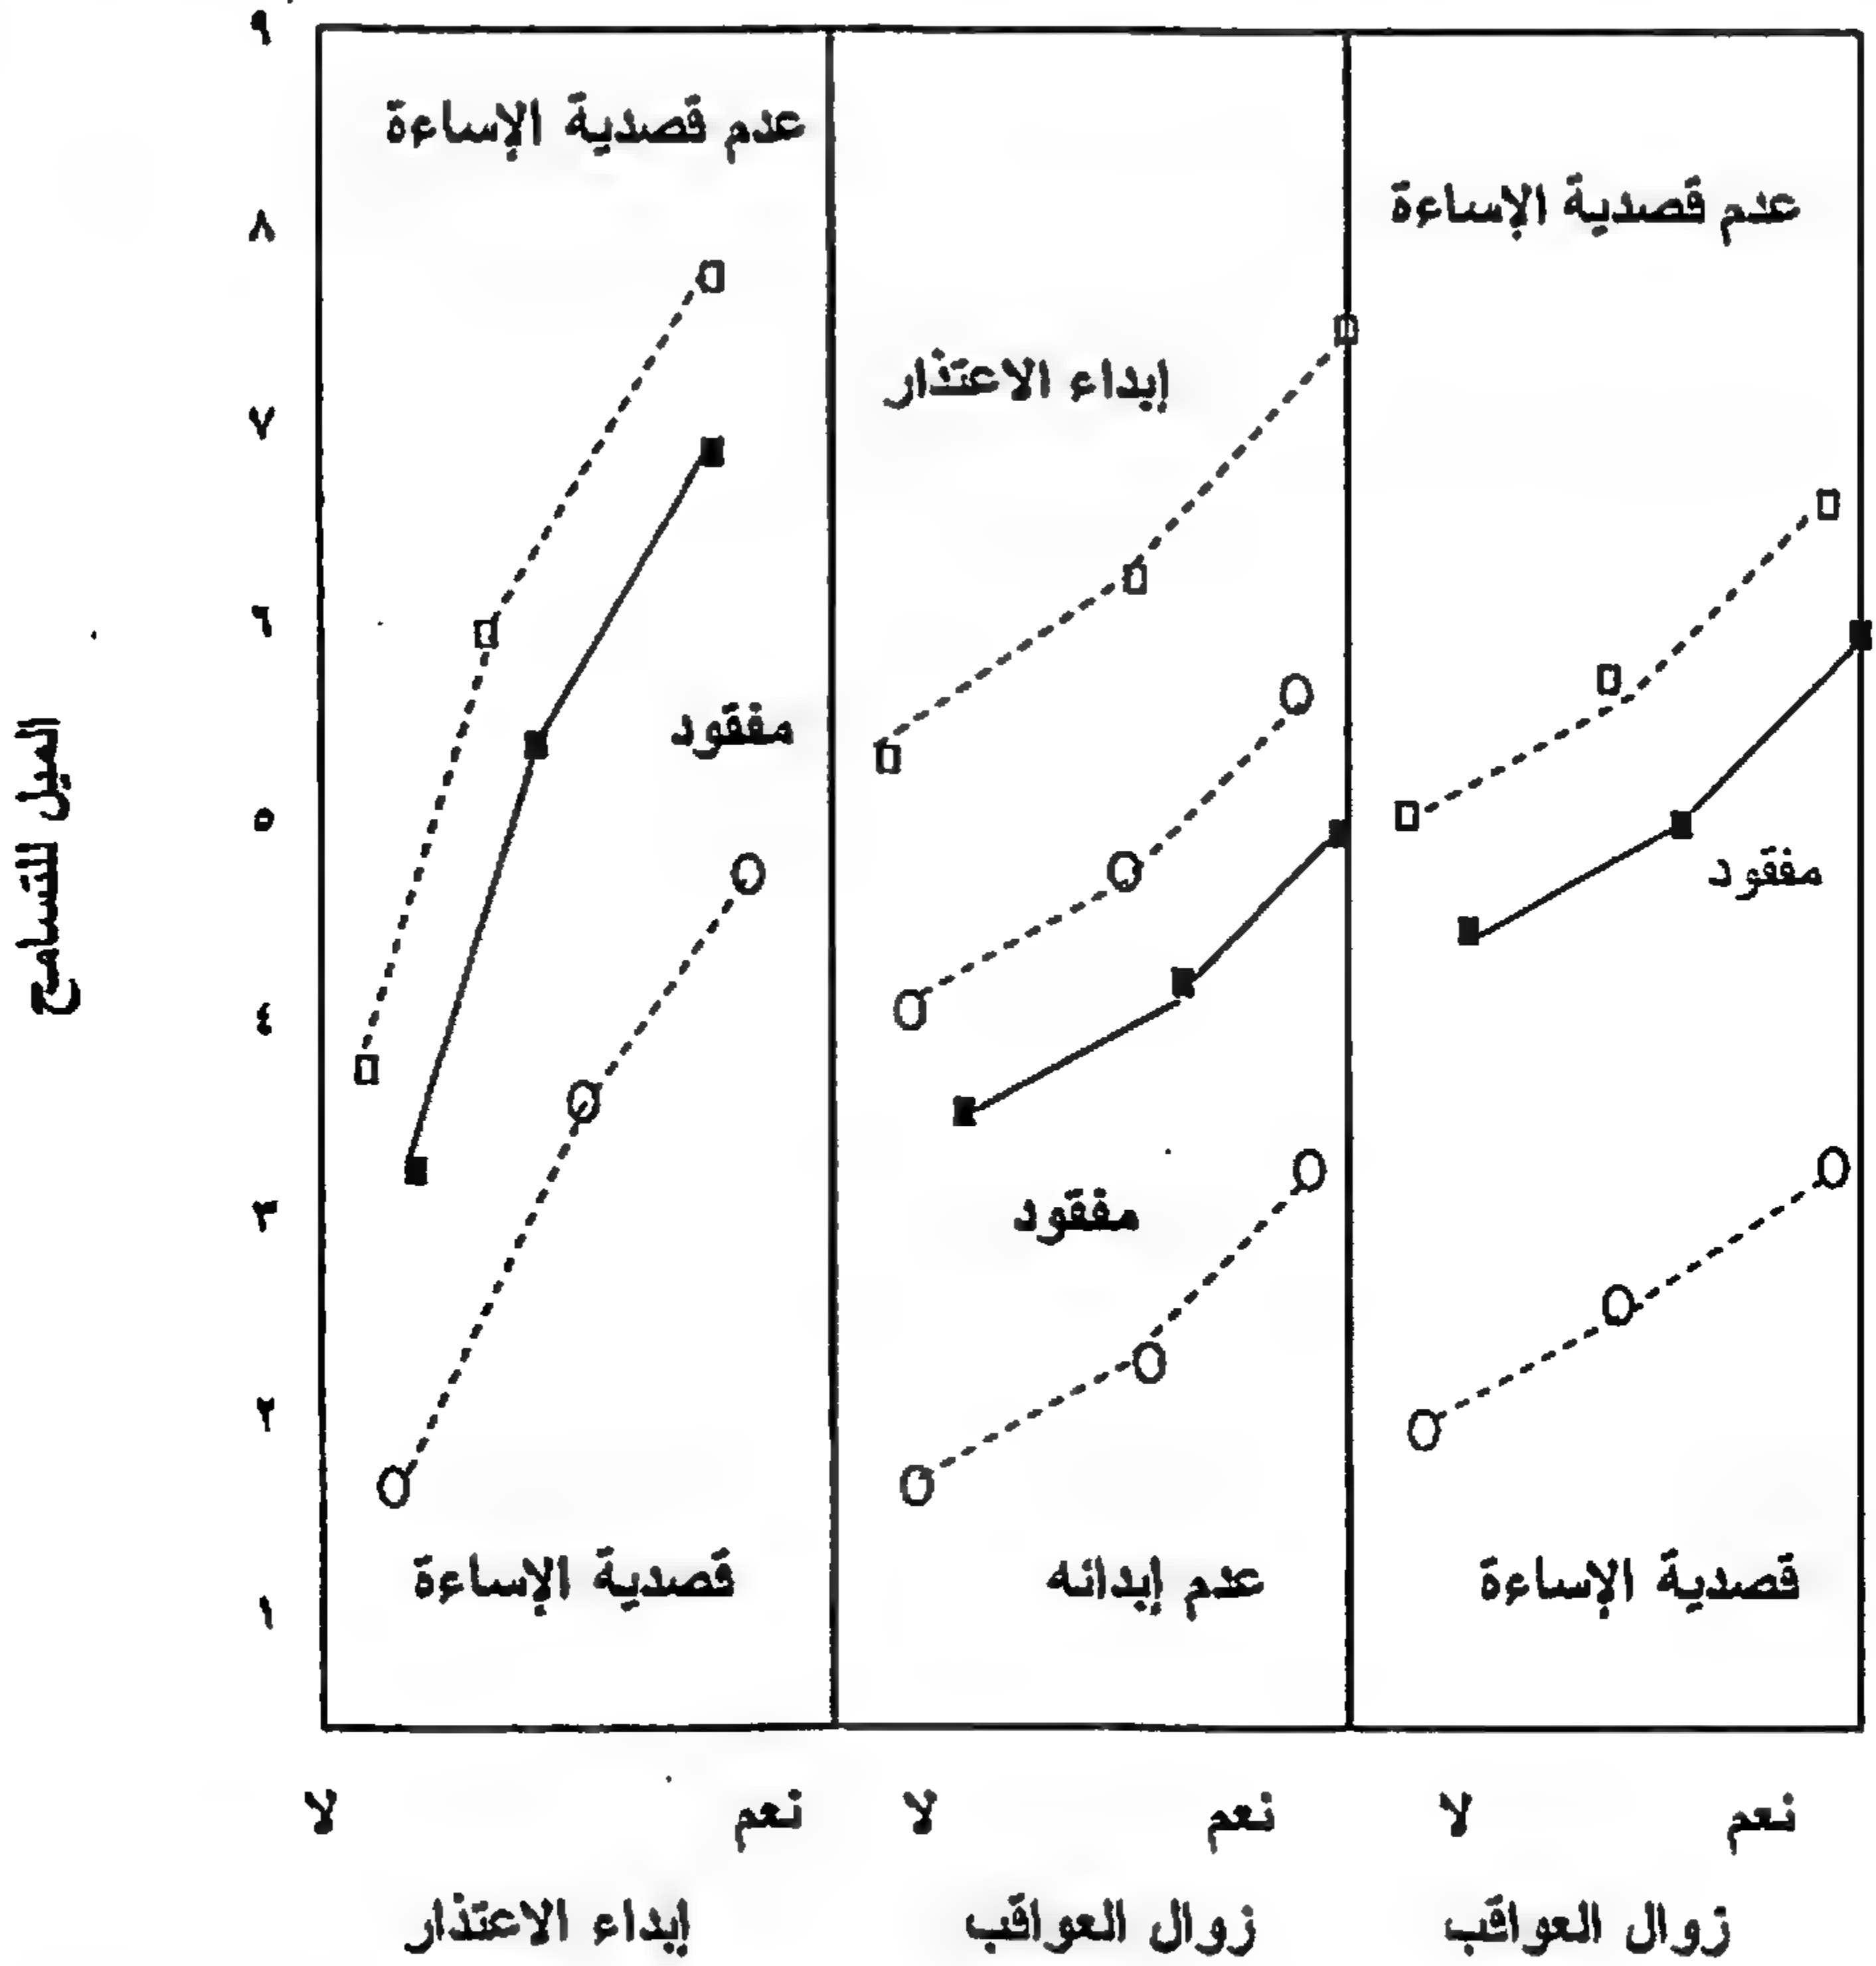 ٩
٨
٧
٦
٥
٤
٣
٢
١
الميل للتسامح
عدم قصدية الإساءة
مفقود
قصدية الإساءة
إبداء الاعتذار
مفقود
عدم إبدائه
عدم قصدية الإساءة
مفقود
قصدية الإساءة
لا نعم لا نعم لا نعم
إبداء الاعتذار زوال العواقب زوال العواقب